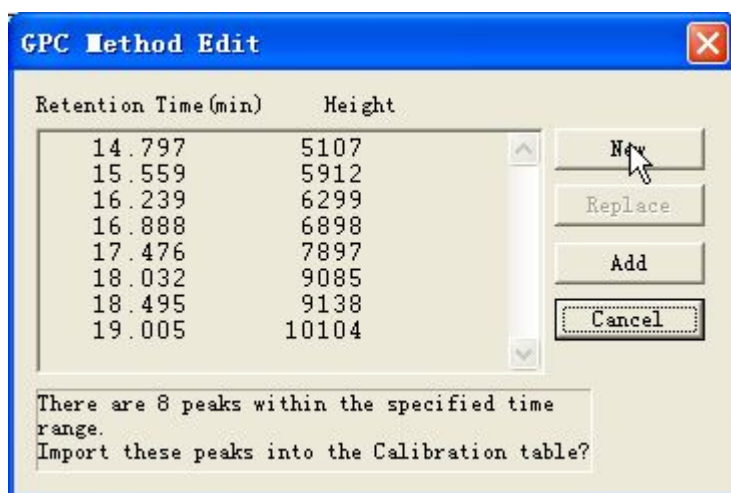 GPC Method Edit
Retention Time(min) Height
14.797 5107
15.559 5912
16.239 6299
16.888 6898
17.476 7897
18.032 9085
18.495 9138
19.005 10104
New
Replace
Add
Cancel
There are 8 peaks within the specified time
range.
Import these peaks into the Calibration table?